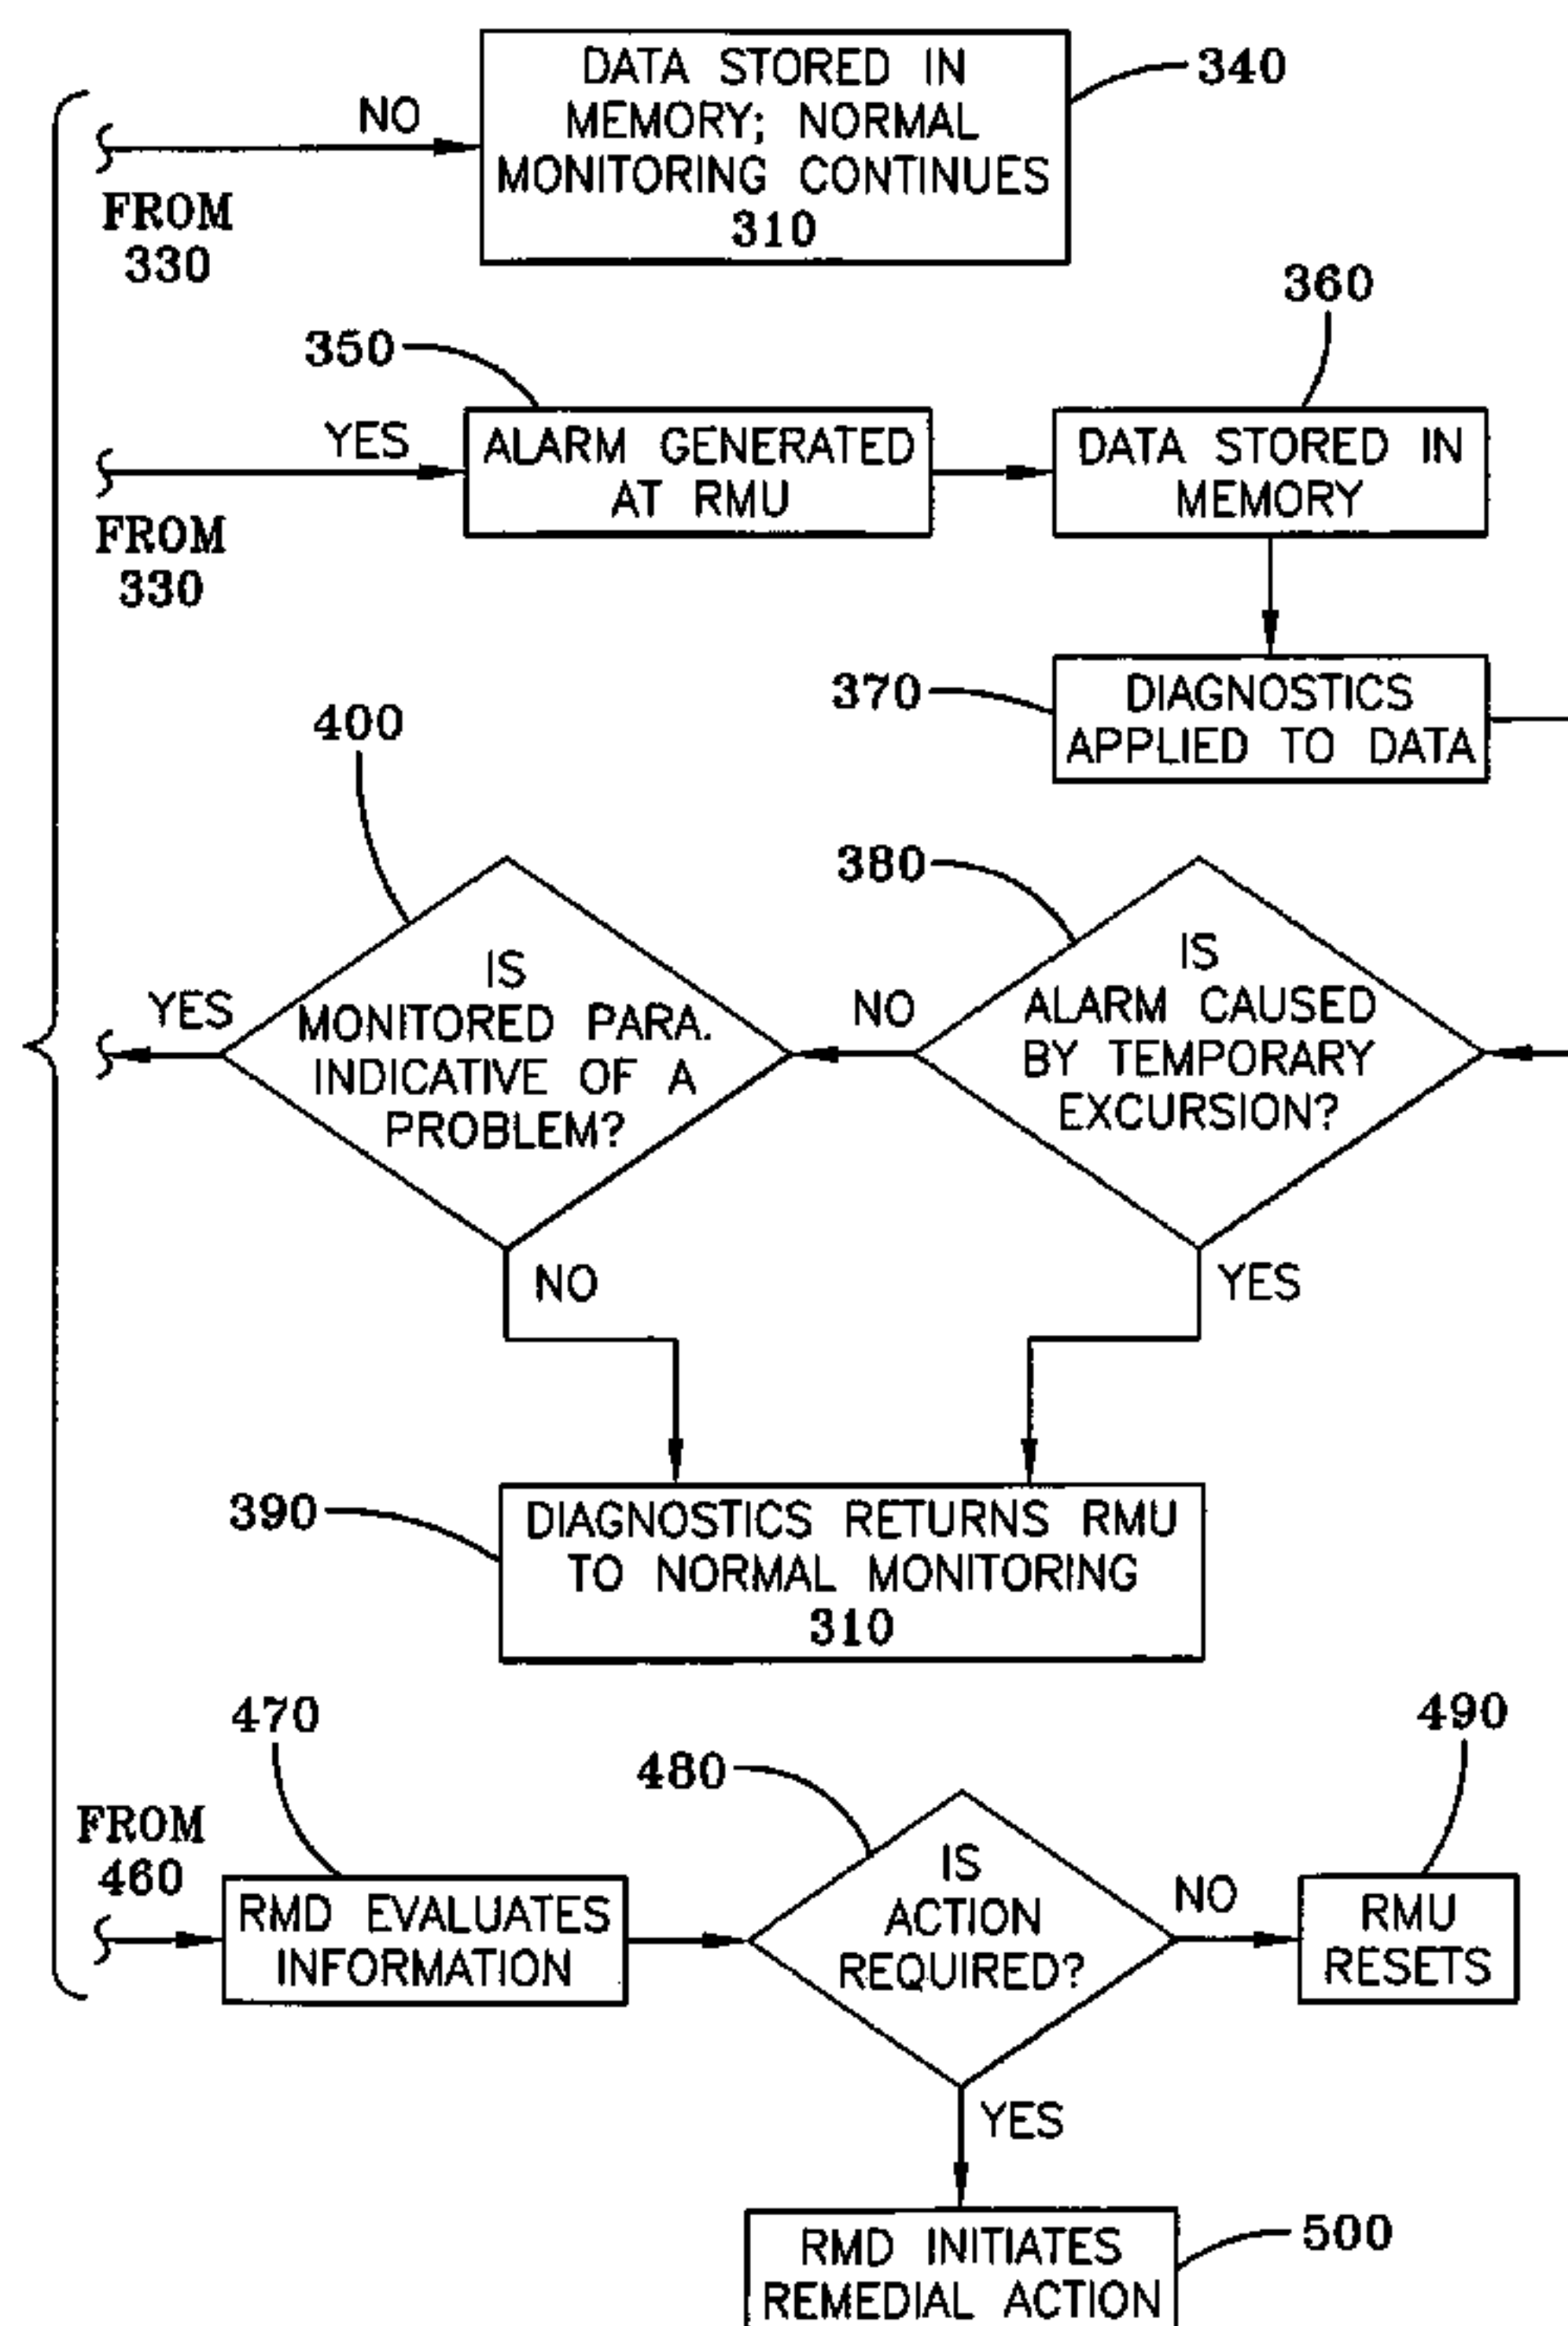 DATA STORED IN
MEMORY; NORMAL
MONITORING CONTINUES
310
340
NO
FROM
330
360
350
YES
ALARM GENERATED
AT RMU
DATA STORED IN
MEMORY
FROM
330
370
DIAGNOSTICS
APPLIED TO DATA
400
380
IS
MONITORED PARA.
INDICATIVE OF A
PROBLEM?
YES
NO
IS
ALARM CAUSED
BY TEMPORARY
EXCURSION?
NO
YES
390
DIAGNOSTICS RETURNS RMU
TO NORMAL MONITORING
310
470
480
490
FROM
460
RMD EVALUATES
INFORMATION
IS
ACTION
REQUIRED?
NO
RMU
RESETS
YES
RMD INITIATES
REMEDIAL ACTION
500